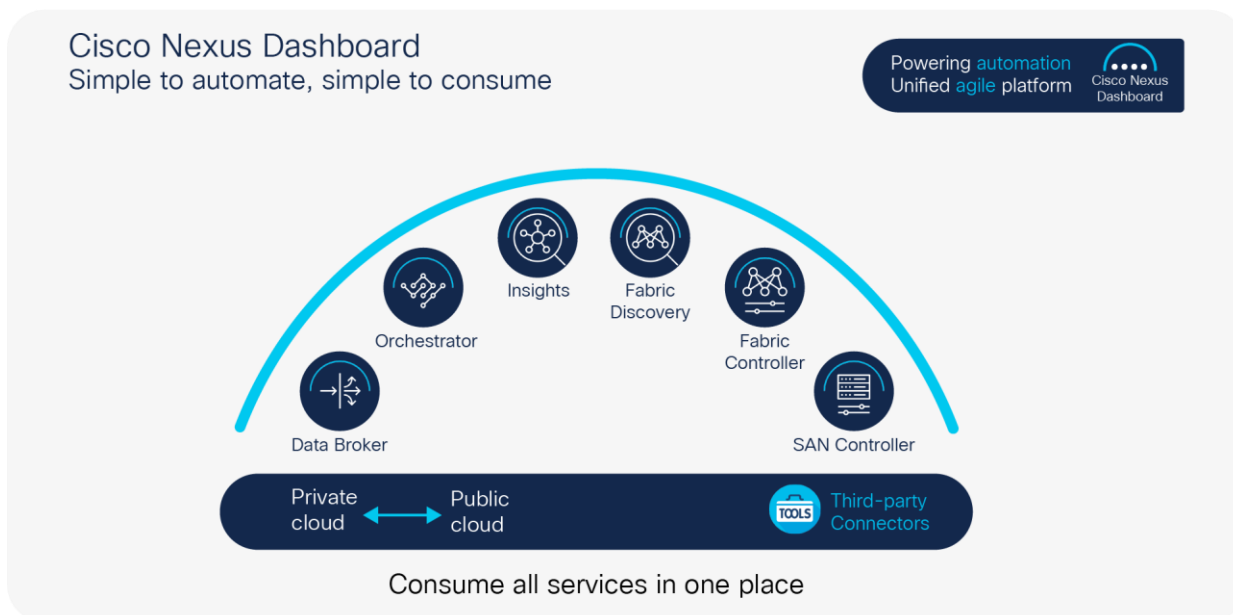 Cisco Nexus Dashboard
Simple to automate, simple to consume
Powering automation
Unified agile platform
Cisco Nexus
Dashboard
Insights
Fabric
Discovery
Orchestrator
Fabric
Controller
Data Broker
SAN Controller
Private
cloud
Public
cloud
TOOLS
Third-party
Connectors
Consume all services in one place